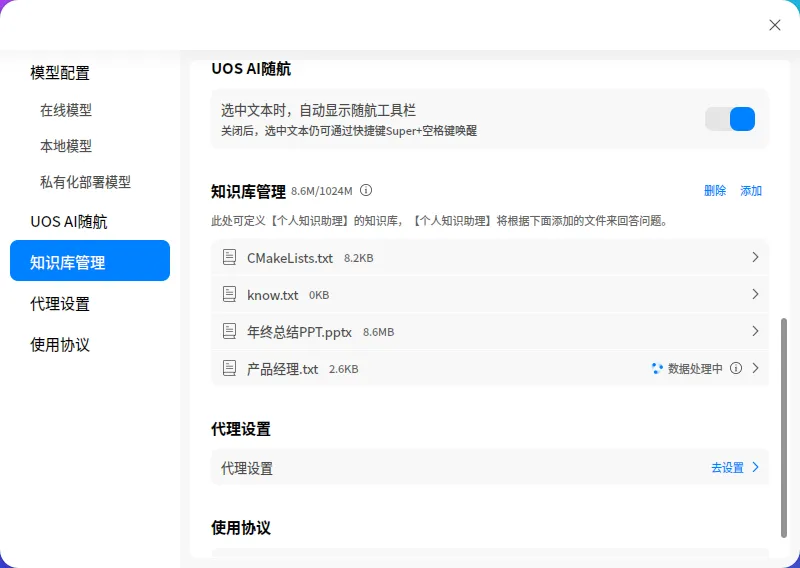 模型配置
在线模型
本地模型
私有化部署模型
UOS AI随航
知识库管理
代理设置
使用协议
UOS AI随航
选中文本时，自动显示随航工具栏
关闭后，选中文本仍可通过快捷键Super+空格键唤醒
知识库管理 8.6M/1024M 删除 添加
此处可定义【个人知识助理】的知识库，【个人知识助理】将根据下面添加的文件来回答问题。
CMakeLists.txt 8.2KB
know.txt 0KB
年终总结PPT.pptx 8.6MB
产品经理.txt 2.6KB 数据处理中
代理设置
代理设置 去设置
使用协议